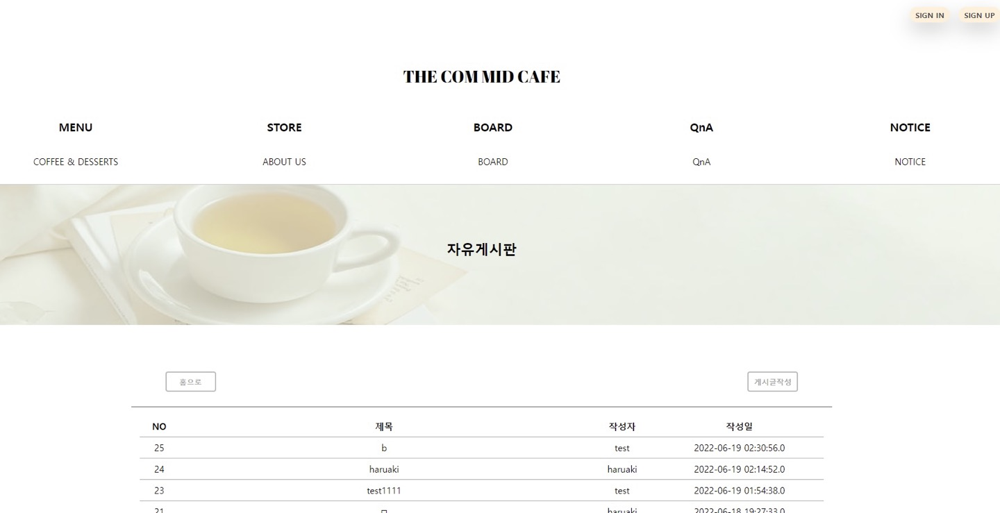 SIGN IN SIGN UP
THE COM MID CAFE
MENU STORE BOARD QnA NOTICE
COFFEE & DESSERTS ABOUT US BOARD QnA NOTICE
자유게시판
홈으로 게시글작성
NO 제목 작성자 작성일
25 b test 2022-06-19 02:30:56.0
24 haruaki haruaki 2022-06-19 02:14:52.0
23 test1111 test 2022-06-19 01:54:38.0
21 ㅁ haruaki 2022-06-18 19:27:33.0